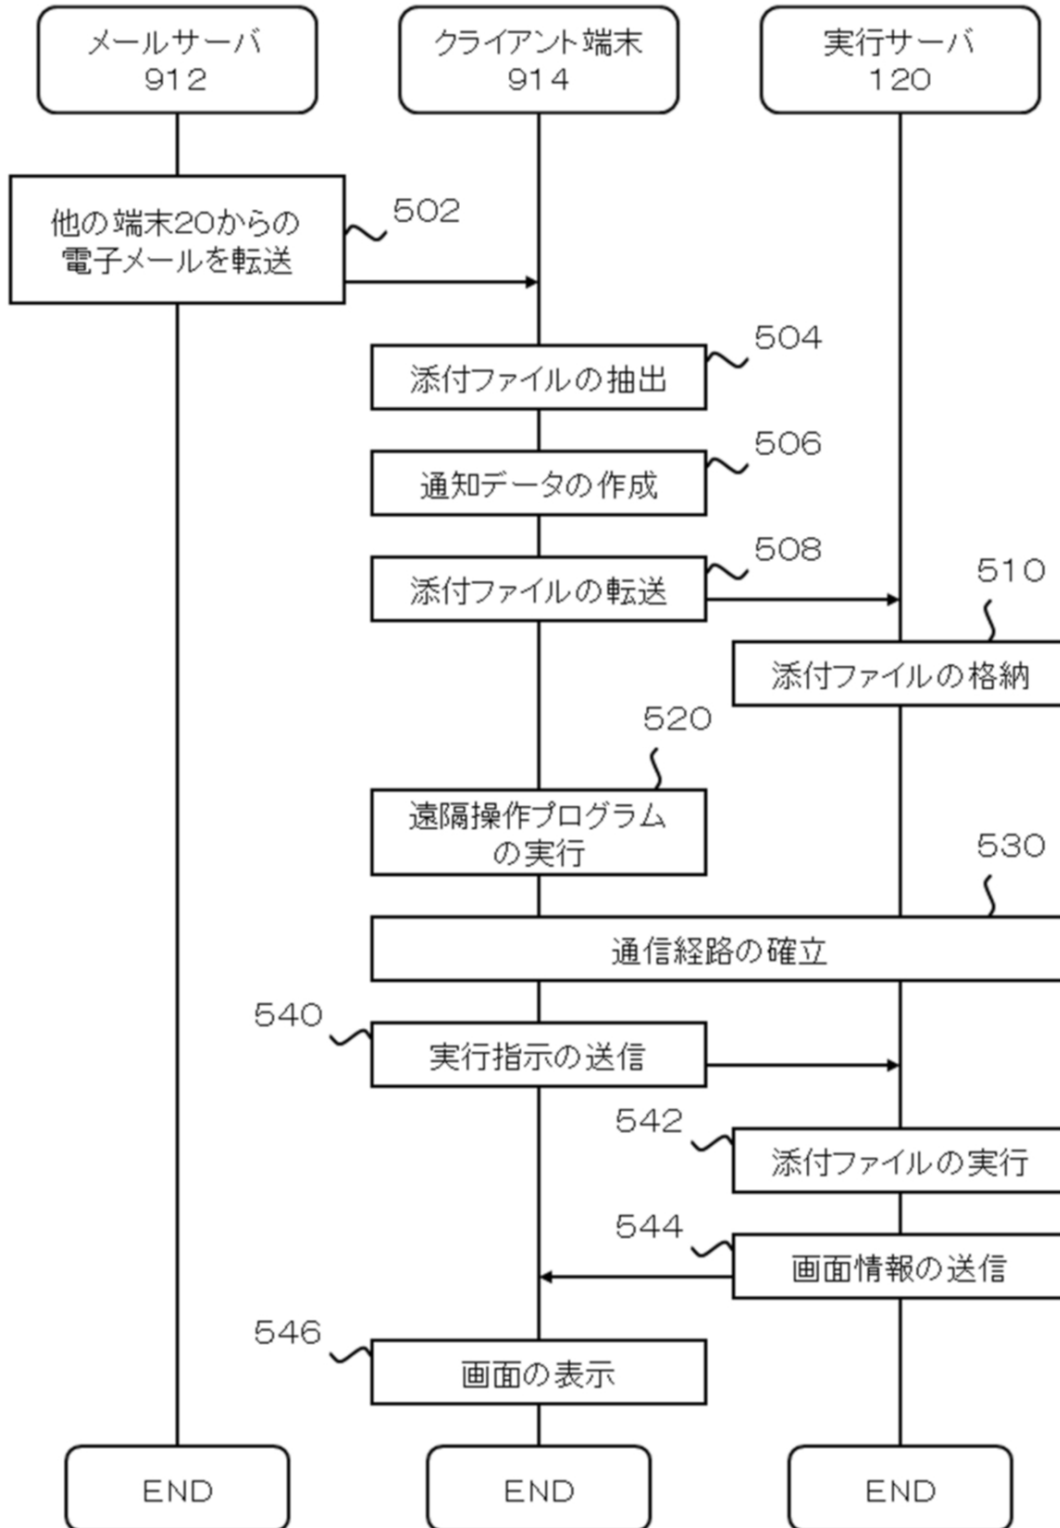 メールサーバ
912
クライアント端末
914
実行サーバ
120
他の端末20からの
電子メールを転送
502
添付ファイルの抽出
504
通知データの作成
506
添付ファイルの転送
508
添付ファイルの格納
510
遠隔操作プログラム
の実行
520
通信経路の確立
530
実行指示の送信
540
添付ファイルの実行
542
画面情報の送信
544
画面の表示
546
END
END
END